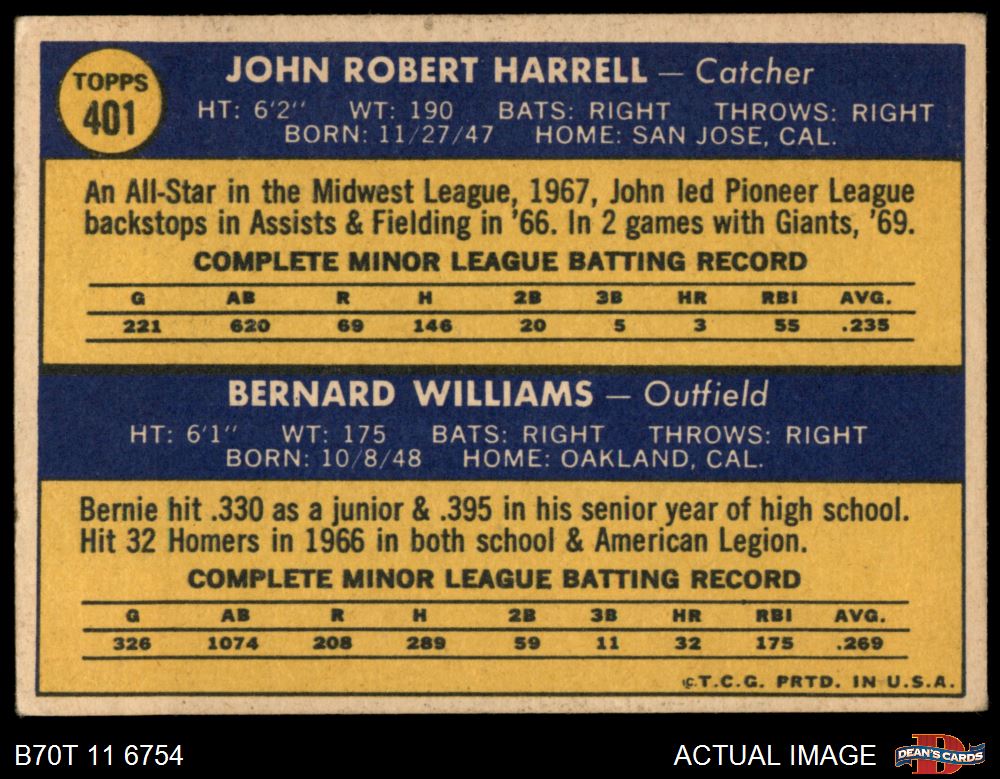 TOPPS
401
JOHN ROBERT HARRELL — Catcher
HT: 6'2" WT: 190 BATS: RIGHT THROWS: RIGHT
BORN: 11/27/47 HOME: SAN JOSE, CAL.
An All-Star in the Midwest League, 1967, John led Pioneer League
backstops in Assists & Fielding in '66. In 2 games with Giants, '69.
COMPLETE MINOR LEAGUE BATTING RECORD
G AB R H 2B 3B HR RBI AVG.
221 620 69 146 20 5 3 55 .235
BERNARD WILLIAMS — Outfield
HT: 6'1" WT: 175 BATS: RIGHT THROWS: RIGHT
BORN: 10/8/48 HOME: OAKLAND, CAL.
Bernie hit .330 as a junior & .395 in his senior year of high school.
Hit 32 Homers in 1966 in both school & American Legion.
COMPLETE MINOR LEAGUE BATTING RECORD
G AB R H 2B 3B HR RBI AVG.
326 1074 208 289 59 11 32 175 .269
©T.C.G. PRTD. IN U.S.A.
B70T 11 6754 ACTUAL IMAGE
D
DEAN'S CARDS